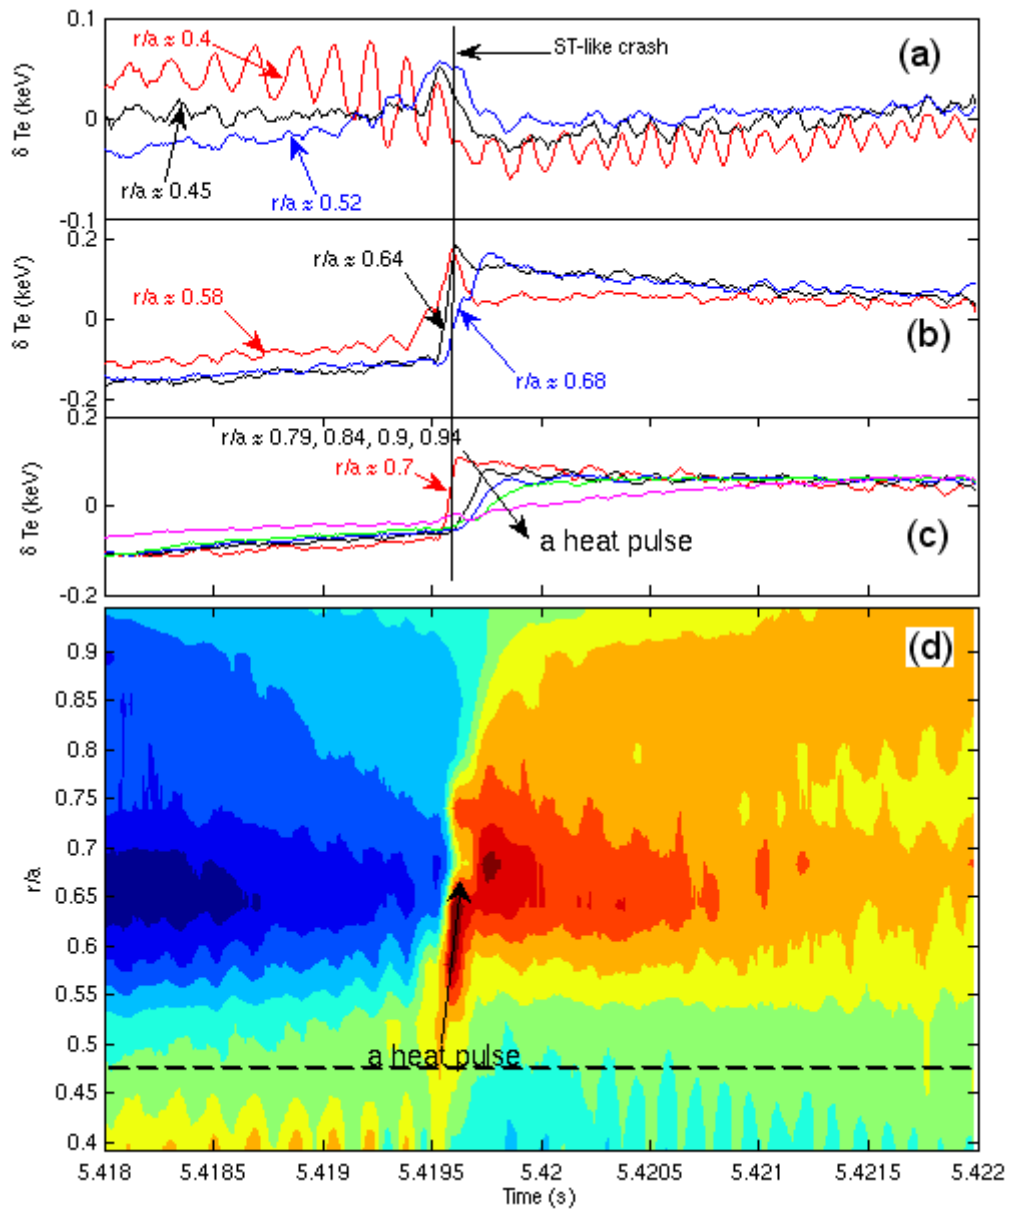 0.1
(a)
r/a ≈ 0.4
ST-like crash
δ Te (keV)
0
r/a ≈ 0.45
r/a ≈ 0.52
-0.1
0.2
r/a ≈ 0.64
r/a ≈ 0.58
δ Te (keV)
0
(b)
r/a ≈ 0.68
-0.2
0.2
r/a ≈ 0.79, 0.84, 0.9, 0.94
r/a ≈ 0.7
δ Te (keV)
0
a heat pulse
(c)
-0.2
(d)
0.9
0.85
0.8
0.75
0.7
r/a
0.65
0.6
0.55
0.5
a heat pulse
0.45
0.4
5.418 5.4185 5.419 5.4195 5.42 5.4205 5.421 5.4215 5.422
Time (s)